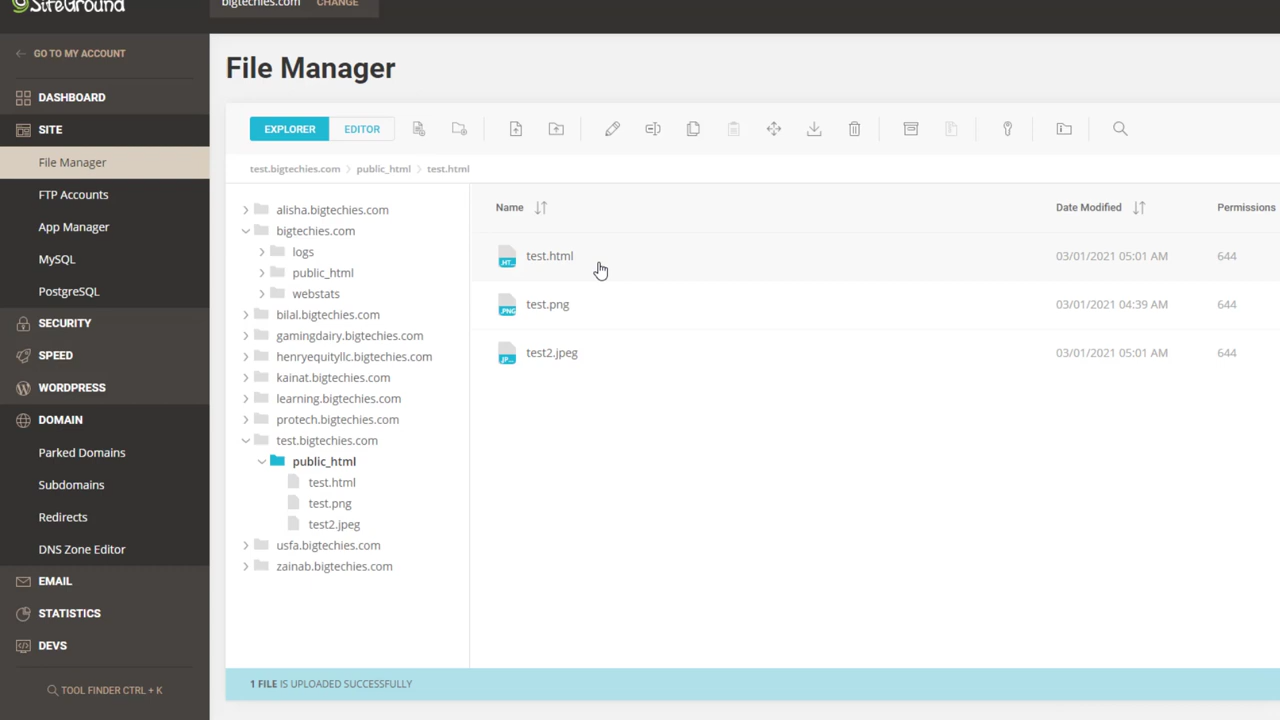 SiteGround
bigtechies.com CHANGE
GO TO MY ACCOUNT
DASHBOARD
SITE
File Manager
FTP Accounts
App Manager
MySQL
PostgreSQL
SECURITY
SPEED
WORDPRESS
DOMAIN
Parked Domains
Subdomains
Redirects
DNS Zone Editor
EMAIL
STATISTICS
DEVS
TOOL FINDER CTRL + K
File Manager
EXPLORER EDITOR
test.bigtechies.com > public_html > test.html
alisha.bigtechies.com
bigtechies.com
logs
public_html
webstats
bilal.bigtechies.com
gamingdairy.bigtechies.com
henryequityllc.bigtechies.com
kainat.bigtechies.com
learning.bigtechies.com
protech.bigtechies.com
test.bigtechies.com
public_html
test.html
test.png
test2.jpeg
usfa.bigtechies.com
zainab.bigtechies.com
Name Date Modified Permissions
.HT... test.html 03/01/2021 05:01 AM 644
.PNG test.png 03/01/2021 04:39 AM 644
JP... test2.jpeg 03/01/2021 05:01 AM 644
1 FILE IS UPLOADED SUCCESSFULLY